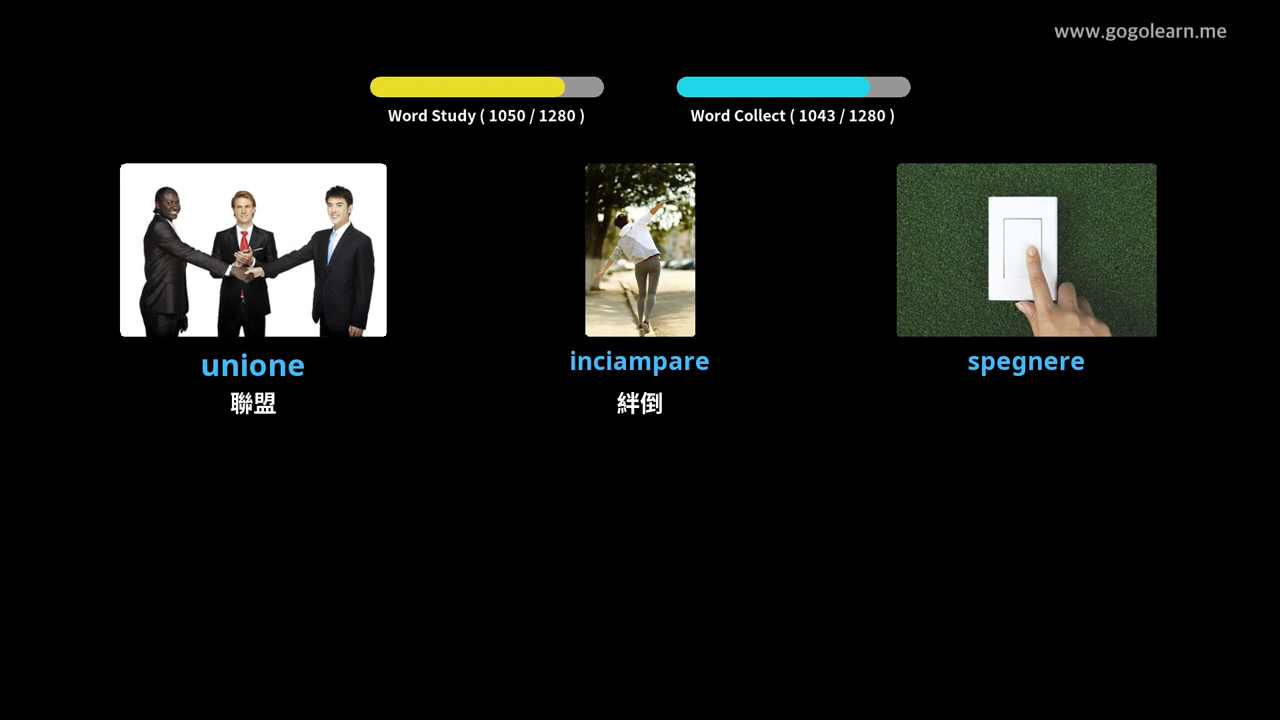 www.gogolearn.me
Word Study ( 1050 / 1280 )
Word Collect ( 1043 / 1280 )
unione
聯盟
inciampare
絆倒
spegnere